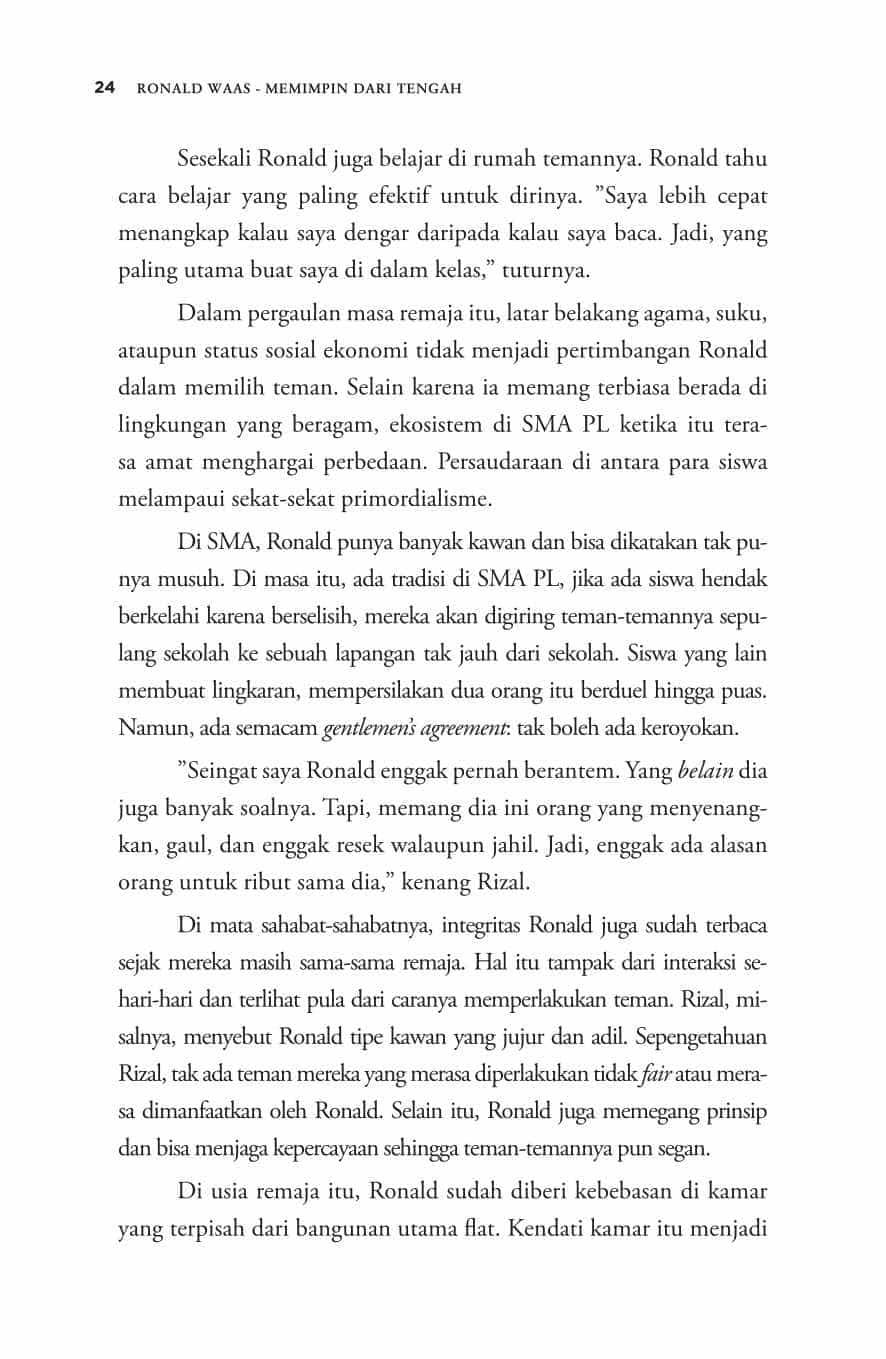 24 RONALD WAAS - MEMIMPIN DARI TENGAH
Sesekali Ronald juga belajar di rumah temannya. Ronald tahu
cara belajar yang paling efektif untuk dirinya. ”Saya lebih cepat
menangkap kalau saya dengar daripada kalau saya baca. Jadi, yang
paling utama buat saya di dalam kelas,” tuturnya.
Dalam pergaulan masa remaja itu, latar belakang agama, suku,
ataupun status sosial ekonomi tidak menjadi pertimbangan Ronald
dalam memilih teman. Selain karena ia memang terbiasa berada di
lingkungan yang beragam, ekosistem di SMA PL ketika itu tera-
sa amat menghargai perbedaan. Persaudaraan di antara para siswa
melampaui sekat-sekat primordialisme.
Di SMA, Ronald punya banyak kawan dan bisa dikatakan tak pu-
nya musuh. Di masa itu, ada tradisi di SMA PL, jika ada siswa hendak
berkelahi karena berselisih, mereka akan digiring teman-temannya sepu-
lang sekolah ke sebuah lapangan tak jauh dari sekolah. Siswa yang lain
membuat lingkaran, mempersilakan dua orang itu berduel hingga puas.
Namun, ada semacam gentlemen’s agreement: tak boleh ada keroyokan.
”Seingat saya Ronald enggak pernah berantem. Yang belain dia
juga banyak soalnya. Tapi, memang dia ini orang yang menyenang-
kan, gaul, dan enggak resek walaupun jahil. Jadi, enggak ada alasan
orang untuk ribut sama dia,” kenang Rizal.
Di mata sahabat-sahabatnya, integritas Ronald juga sudah terbaca
sejak mereka masih sama-sama remaja. Hal itu tampak dari interaksi se-
hari-hari dan terlihat pula dari caranya memperlakukan teman. Rizal, mi-
salnya, menyebut Ronald tipe kawan yang jujur dan adil. Sepengetahuan
Rizal, tak ada teman mereka yang merasa diperlakukan tidak fair atau mera-
sa dimanfaatkan oleh Ronald. Selain itu, Ronald juga memegang prinsip
dan bisa menjaga kepercayaan sehingga teman-temannya pun segan.
Di usia remaja itu, Ronald sudah diberi kebebasan di kamar
yang terpisah dari bangunan utama flat. Kendati kamar itu menjadi